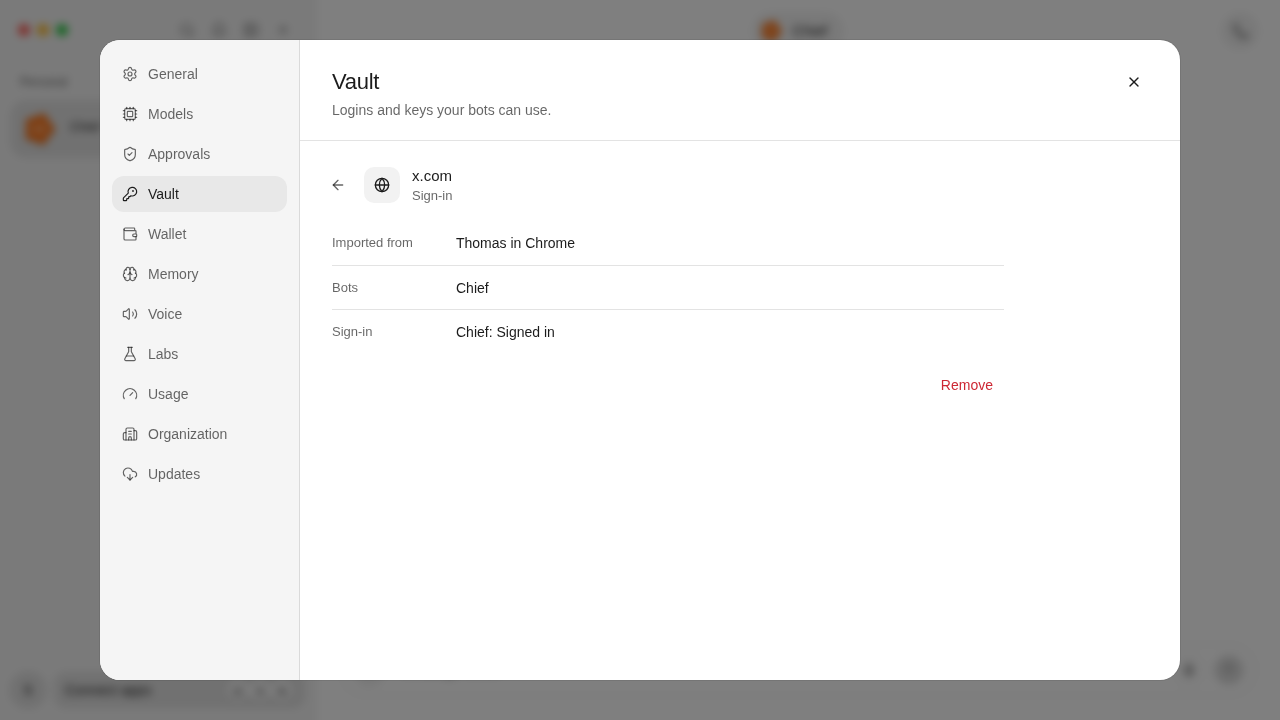 General
Models
Approvals
Vault
Wallet
Memory
Voice
Labs
Usage
Organization
Updates
Vault
Logins and keys your bots can use.
x.com
Sign-in
Imported from Thomas in Chrome
Bots Chief
Sign-in Chief: Signed in
Remove